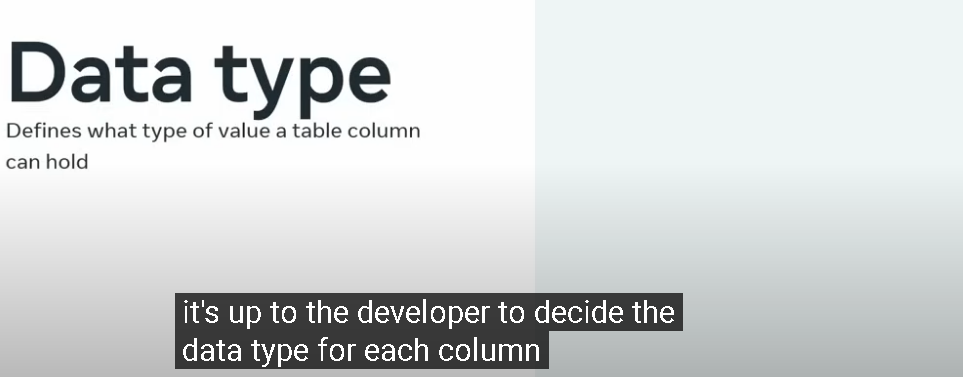 Data type
Defines what type of value a table column
can hold
it's up to the developer to decide the
data type for each column